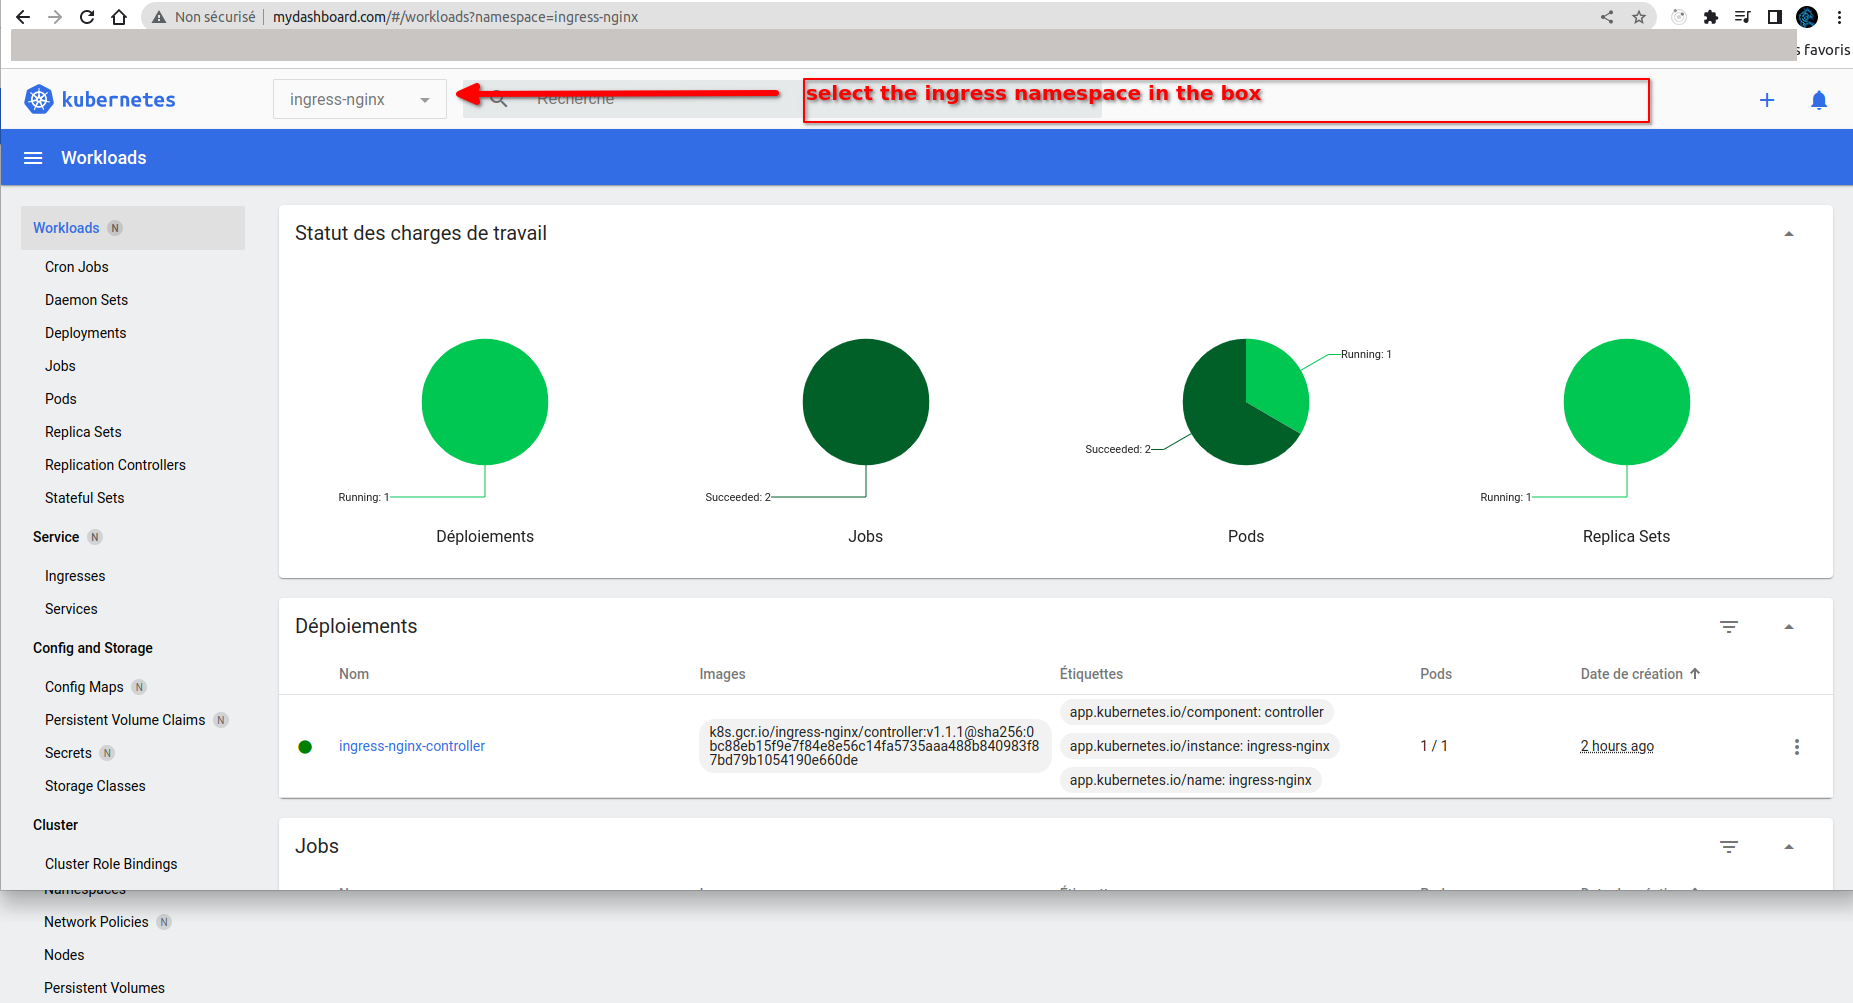 Non sécurisé mydashboard.com/#/workloads?namespace=ingress-nginx
s favoris
kubernetes
ingress-nginx
Recherche
select the ingress namespace in the box
Workloads
Workloads N
Cron Jobs
Daemon Sets
Deployments
Jobs
Pods
Replica Sets
Replication Controllers
Stateful Sets
Service N
Ingresses
Services
Config and Storage
Config Maps N
Persistent Volume Claims N
Secrets N
Storage Classes
Cluster
Cluster Role Bindings
Namespaces
Network Policies N
Nodes
Persistent Volumes
Statut des charges de travail
Running: 1
Déploiements
Succeeded: 2
Jobs
Running: 1
Succeeded: 2
Pods
Running: 1
Replica Sets
Déploiements
Nom Images Étiquettes Pods Date de création
ingress-nginx-controller
k8s.gcr.io/ingress-nginx/controller:v1.1.1@sha256:0
bc88eb15f9e7f84e8e56c14fa5735aaa488b840983f8
7bd79b1054190e660de
app.kubernetes.io/component: controller
app.kubernetes.io/instance: ingress-nginx
app.kubernetes.io/name: ingress-nginx
1 / 1
2 hours ago
Jobs